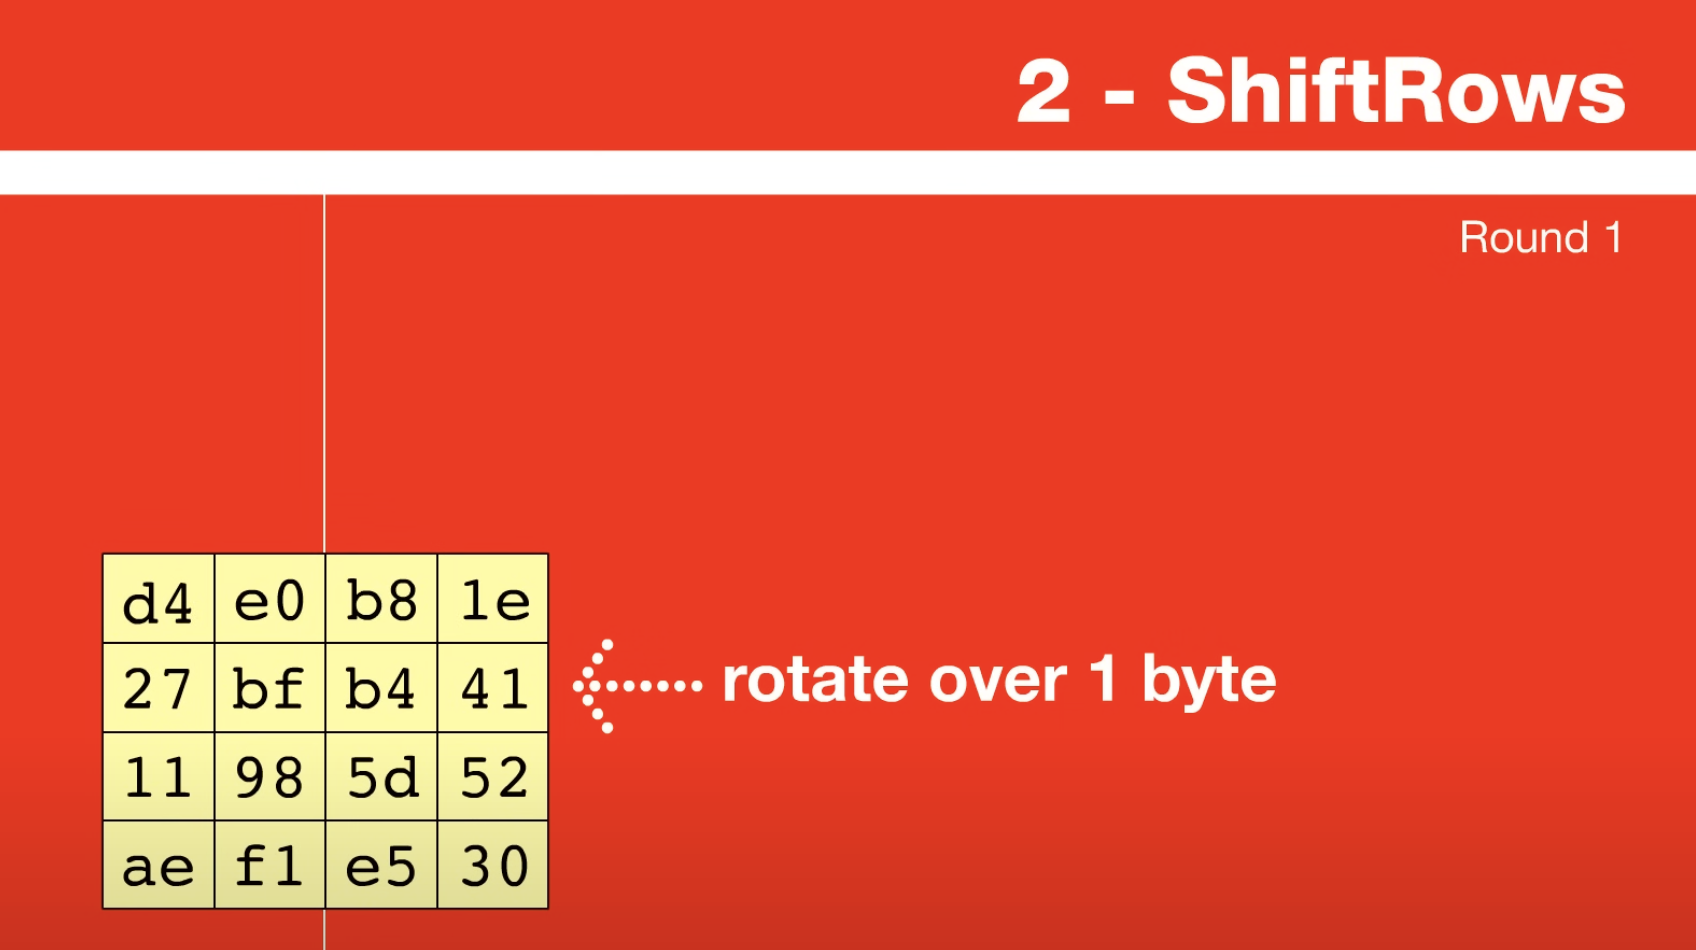 2 - ShiftRows
Round 1
d4 e0 b8 1e
27 bf b4 41
rotate over 1 byte
11 98 5d 52
ae f1 e5 30